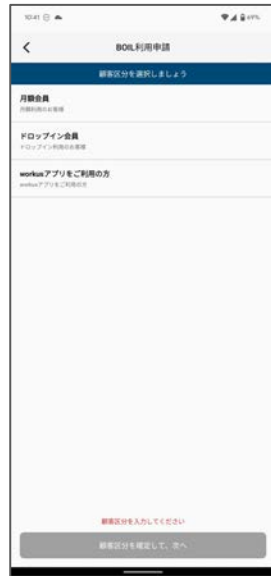 10:41
69%
BOIL利用申請
顧客区分を選択しましょう
月額会員
月額利用のお客様
ドロップイン会員
ドロップイン利用のお客様
workusアプリをご利用の方
workusアプリをご利用の方
顧客区分を入力してください
顧客区分を確定して、次へ